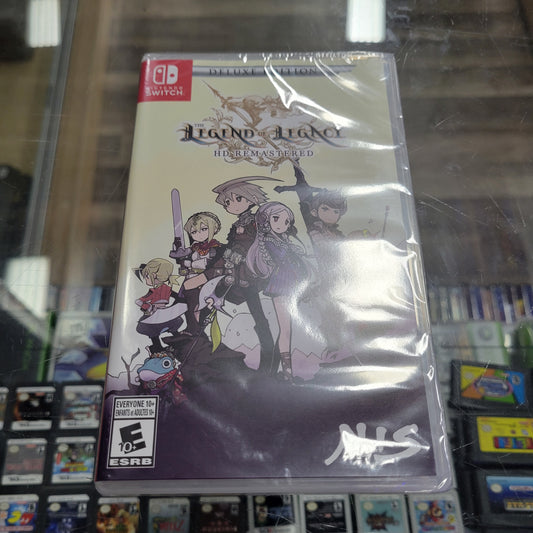 DELUXE EDITION
NINTENDO
SWITCH
THE
LEGEND OF LEGACY
HD REMASTERED
EVERYONE 10+
ENFANTS et ADULTES 10+
E
10+
ESRB
NIS